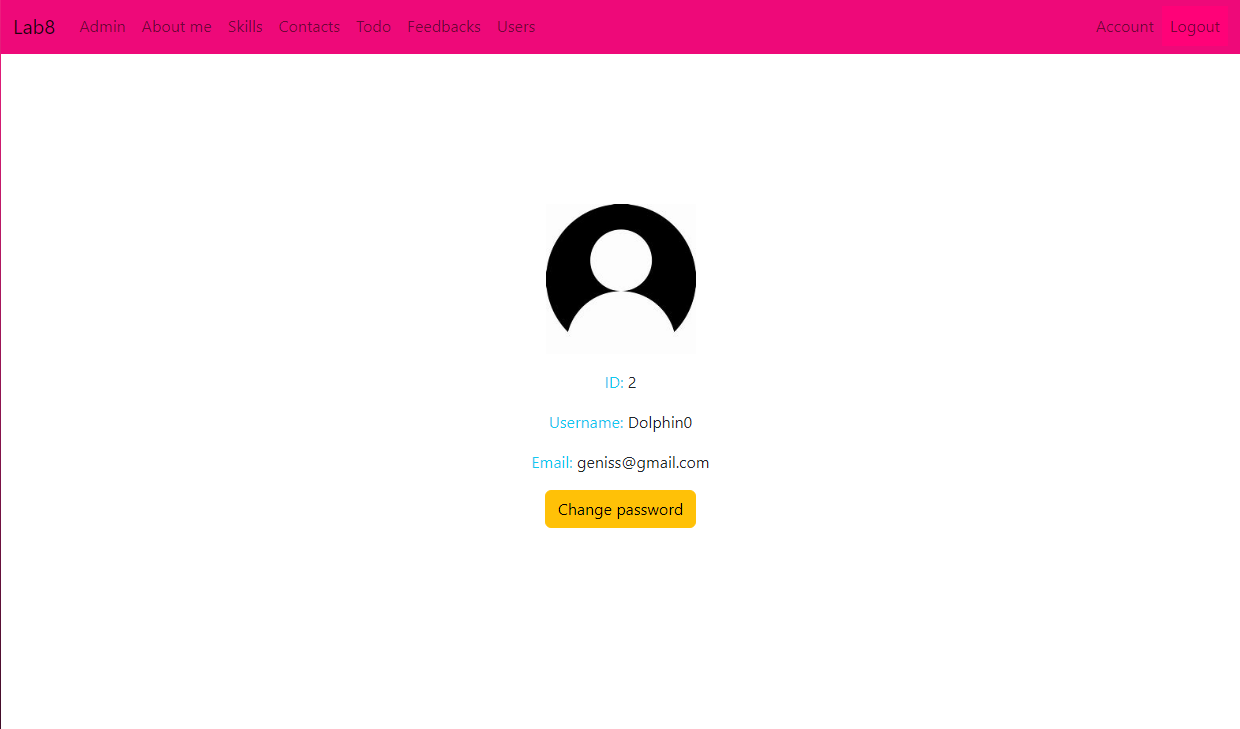 Lab8 Admin About me Skills Contacts Todo Feedbacks Users Account Logout
ID: 2
Username: Dolphin0
Email: geniss@gmail.com
Change password